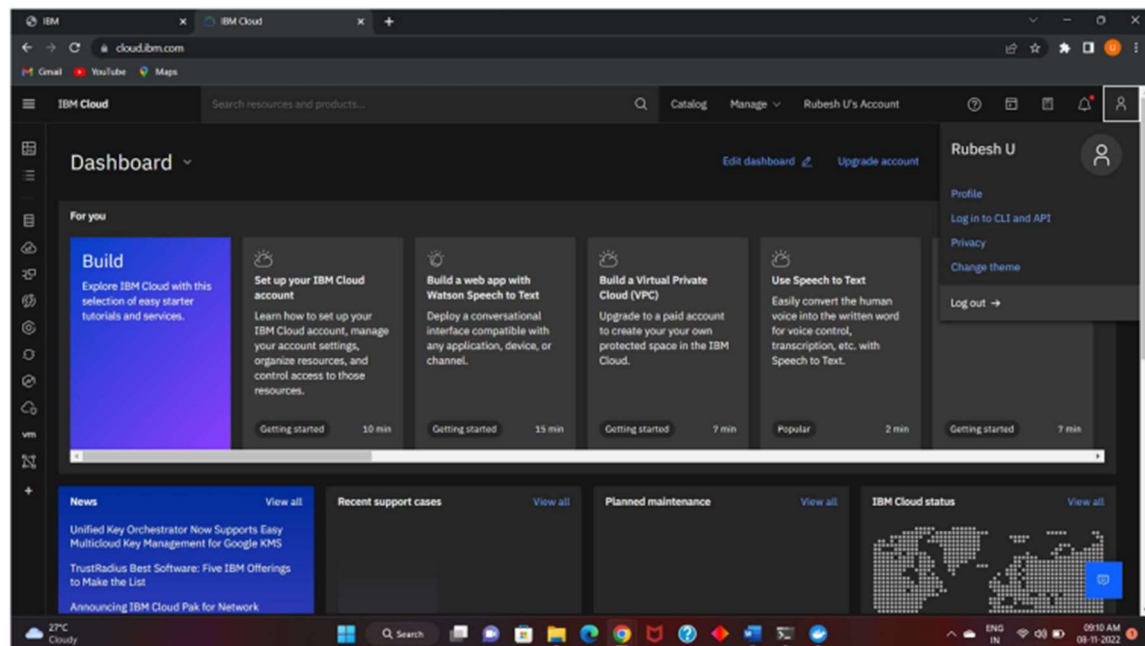 IBM
IBM Cloud
cloud.ibm.com
U
Gmail
YouTube
Maps
IBM Cloud
Search resources and products...
Catalog
Manage
Rubesh U's Account
Dashboard
Edit dashboard
Upgrade account
Rubesh U
Profile
Log in to CLI and API
Privacy
Change theme
Log out →
For you
Build
Explore IBM Cloud with this
selection of easy starter
tutorials and services.
Set up your IBM Cloud
account
Learn how to set up your
IBM Cloud account, manage
your account settings,
organize resources, and
control access to those
resources.
Getting started
10 min
Build a web app with
Watson Speech to Text
Deploy a conversational
interface compatible with
any application, device, or
channel.
Getting started
15 min
Build a Virtual Private
Cloud (VPC)
Upgrade to a paid account
to create your your own
protected space in the IBM
Cloud.
Getting started
7 min
Use Speech to Text
Easily convert the human
voice into the written word
for voice control,
transcription, etc. with
Speech to Text.
Popular
2 min
Getting started
7 min
vm
News
View all
Unified Key Orchestrator Now Supports Easy
Multicloud Key Management for Google KMS
TrustRadius Best Software: Five IBM Offerings
to Make the List
Announcing IBM Cloud Pak for Network
Recent support cases
View all
Planned maintenance
View all
IBM Cloud status
View all
27°C
Cloudy
Search
ENG
IN
09:10 AM
08-11-2022